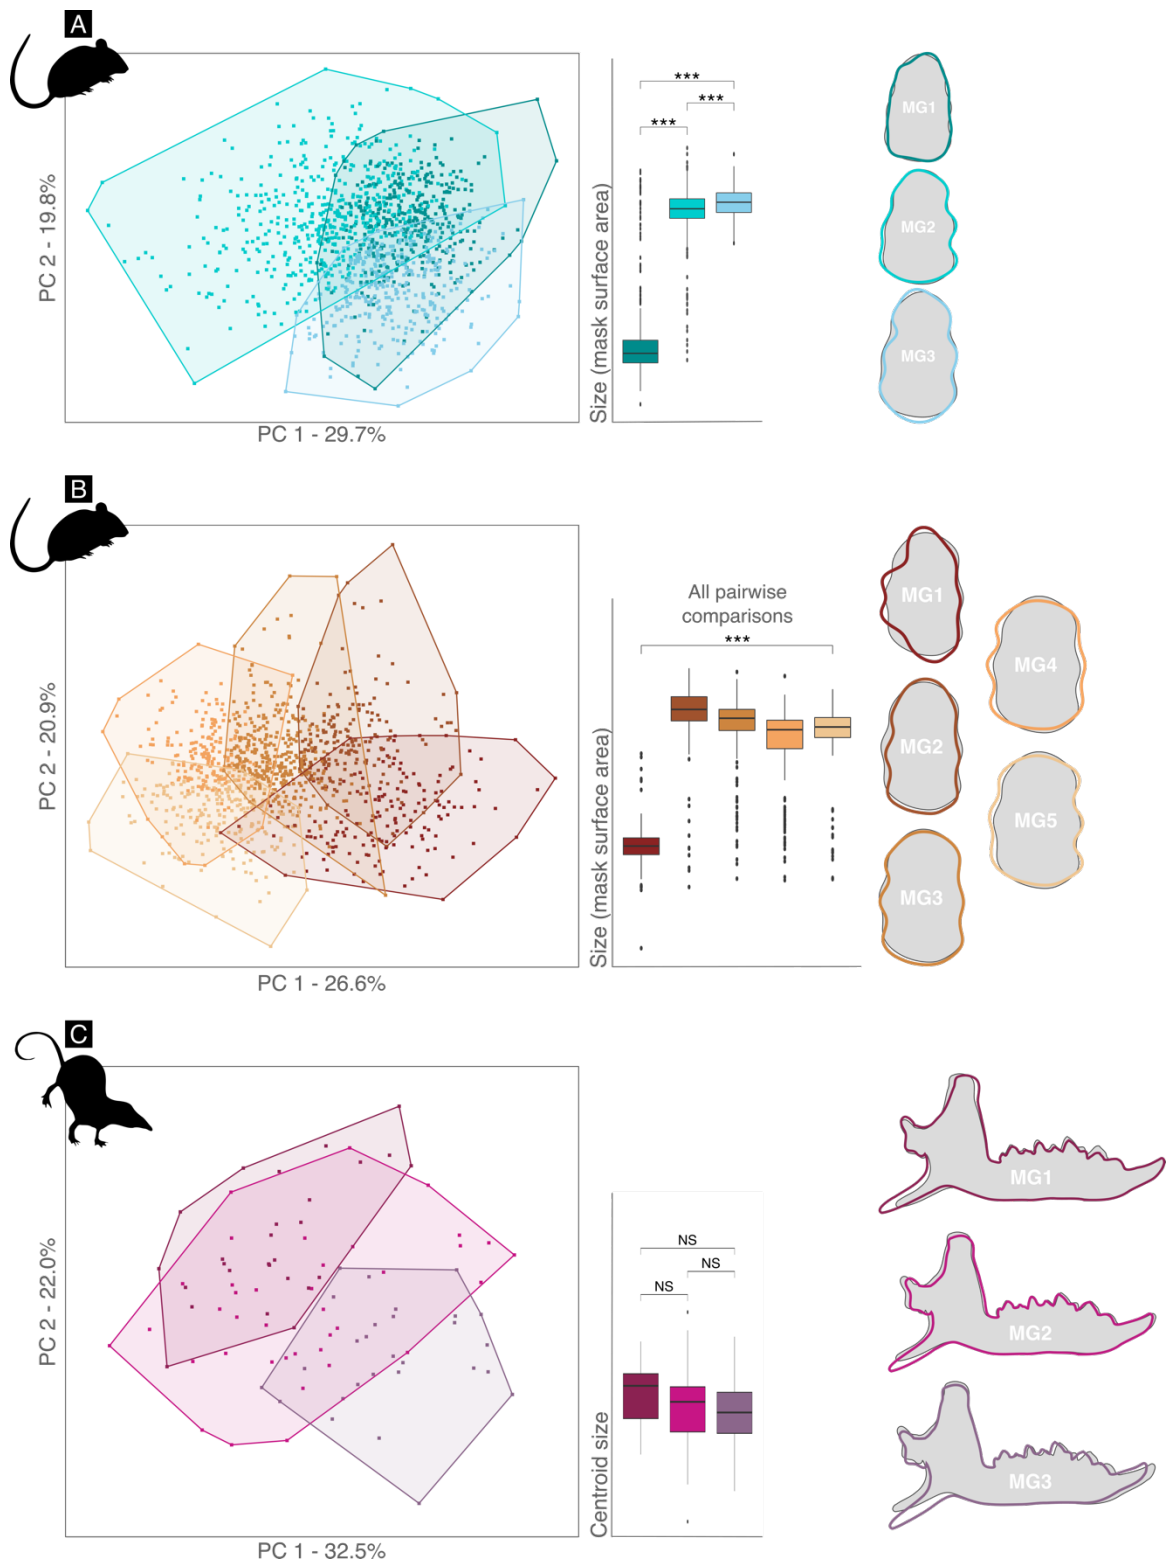 A
PC 2 - 19.8%
PC 1 - 29.7%
Size (mask surface area)
***
***
***
MG1
MG2
MG3
B
PC 2 - 20.9%
PC 1 - 26.6%
Size (mask surface area)
All pairwise
comparisons
***
MG1
MG2
MG3
MG4
MG5
C
PC 2 - 22.0%
PC 1 - 32.5%
Centroid size
NS
NS
NS
MG1
MG2
MG3